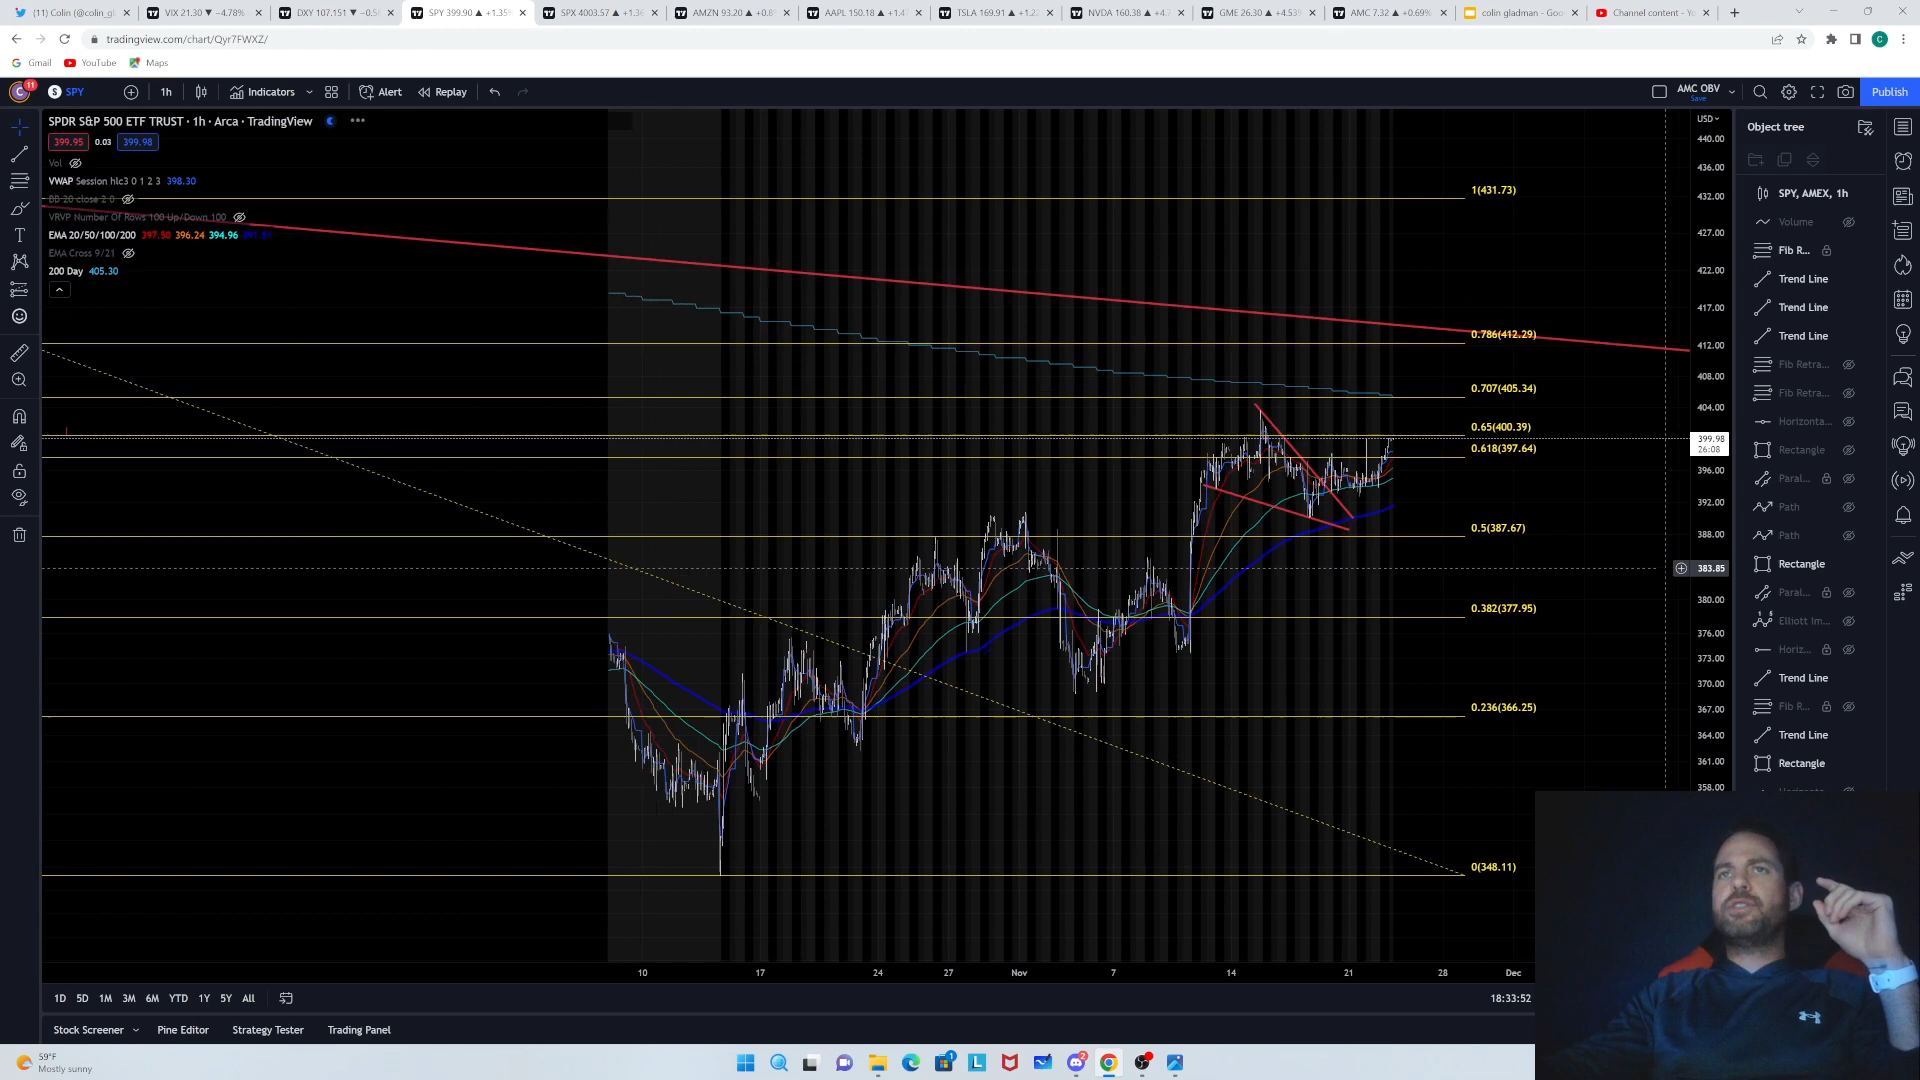 (11) Colin (@colin_gl
VIX 21.30 ▼ −4.78%
DXY 107.151 ▼ −0.5
SPY 399.90 ▲ +1.35%
SPX 4003.57 ▲ +1.36
AMZN 93.20 ▲ +0.8
AAPL 150.18 ▲ +1.4
TSLA 169.91 ▲ +1.2
NVDA 160.38 ▲ +4.7
GME 26.30 ▲ +4.53%
AMC 7.32 ▲ +0.69%
colin gladman - Goo
Channel content - Yo
tradingview.com/chart/Qyr7FWXZ/
C
Gmail
YouTube
Maps
C
11
S
SPY
1h
Indicators
Alert
Replay
AMC OBV
Save
Publish
SPDR S&P 500 ETF TRUST · 1h · Arca · TradingView
399.95
0.03
399.98
Vol
VWAP Session hlc3 0 1 2 3 398.30
BB 20 close 2 0
VRVP Number Of Rows 100 Up/Down 100
EMA 20/50/100/200 397.50 396.24 394.96
EMA Cross 9/21
200 Day 405.30
1(431.73)
0.786(412.29)
0.707(405.34)
0.65(400.39)
0.618(397.64)
0.5(387.67)
0.382(377.95)
0.236(366.25)
0(348.11)
USD
440.00
436.00
432.00
427.00
422.00
417.00
412.00
408.00
404.00
399.98
26:08
396.00
392.00
388.00
383.85
380.00
376.00
373.00
370.00
367.00
364.00
361.00
358.00
Object tree
SPY, AMEX, 1h
Volume
Fib R...
Trend Line
Trend Line
Trend Line
Fib Retra...
Fib Retra...
Horizonta...
Rectangle
Paral...
Path
Path
Rectangle
Paral...
Elliott Im...
Horiz...
Trend Line
Fib R...
Trend Line
Rectangle
10
17
24
27
Nov
7
14
21
28
Dec
1D
5D
1M
3M
6M
YTD
1Y
5Y
All
18:33:52
Stock Screener
Pine Editor
Strategy Tester
Trading Panel
59°F
Mostly sunny
1
L
2